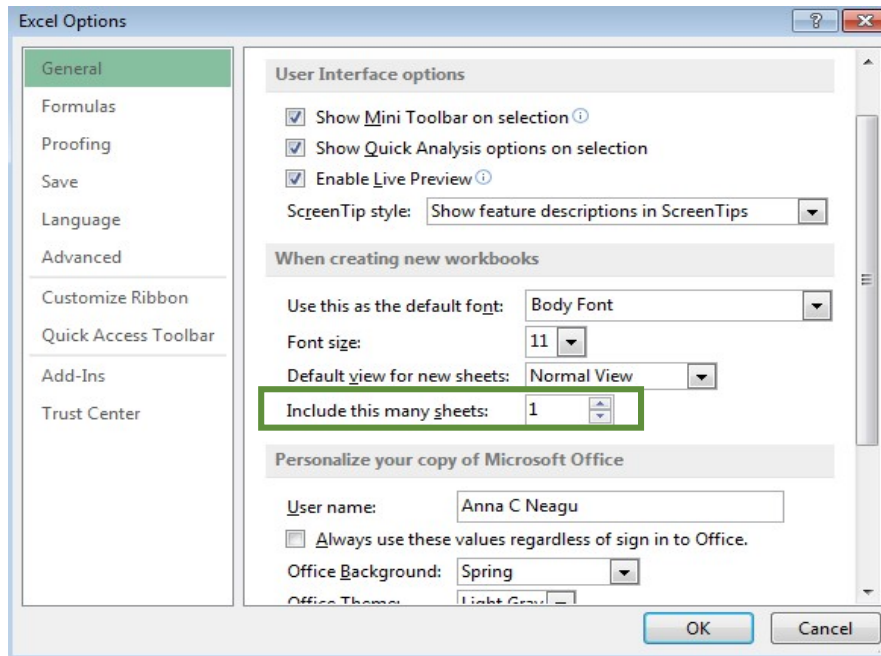 Excel Options
?
General
Formulas
Proofing
Save
Language
Advanced
Customize Ribbon
Quick Access Toolbar
Add-Ins
Trust Center
User Interface options
Show Mini Toolbar on selection
Show Quick Analysis options on selection
Enable Live Preview
ScreenTip style: Show feature descriptions in ScreenTips
When creating new workbooks
Use this as the default font: Body Font
Font size: 11
Default view for new sheets: Normal View
Include this many sheets: 1
Personalize your copy of Microsoft Office
User name: Anna C Neagu
Always use these values regardless of sign in to Office.
Office Background: Spring
Office Theme: Light Gray
OK Cancel